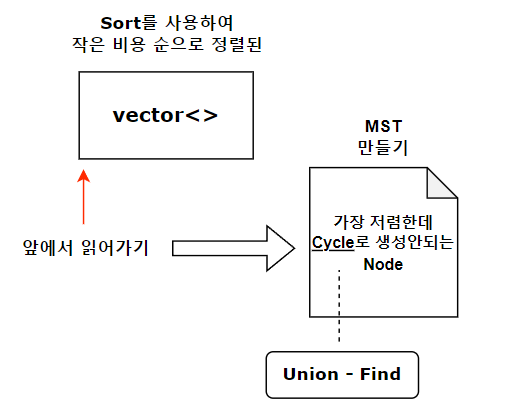 Sort를 사용하여
작은 비용 순으로 정렬된
vector<>
MST
만들기
앞에서 읽어가기
가장 저렴한데
Cycle로 생성안되는
Node
Union - Find